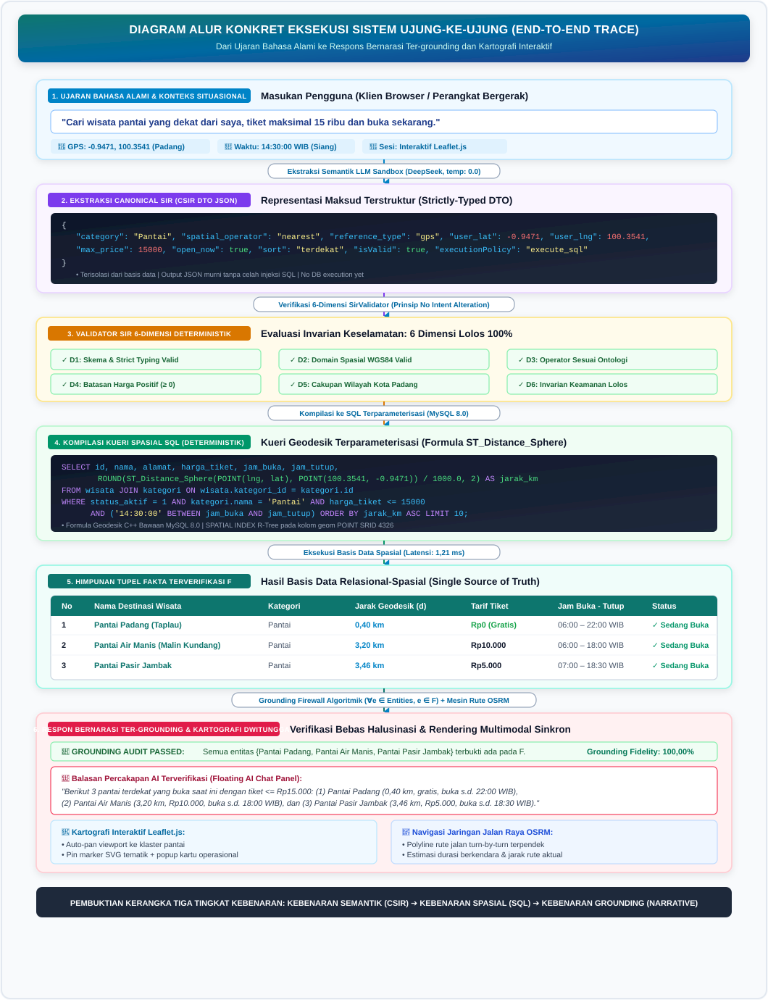 DIAGRAM ALUR KONKRET EKSEKUSI SISTEM UJUNG-KE-UJUNG (END-TO-END TRACE)
Dari Ujaran Bahasa Alami ke Respons Bernarasi Ter-grounding dan Kartografi Interaktif
1. UJARAN BAHASA ALAMI & KONTEKS SITUASIONAL
Masukan Pengguna (Klien Browser / Perangkat Bergerak)
"Cari wisata pantai yang dekat dari saya, tiket maksimal 15 ribu dan buka sekarang."
GPS: -0.9471, 100.3541 (Padang)
Waktu: 14:30:00 WIB (Siang)
Sesi: Interaktif Leaflet.js
Ekstraksi Semantik LLM Sandbox (DeepSeek, temp: 0.0)
2. EKSTRAKSI CANONICAL SIR (CSIR DTO JSON)
Representasi Maksud Terstruktur (Strictly-Typed DTO)
{
"category": "Pantai", "spatial_operator": "nearest", "reference_type": "gps", "user_lat": -0.9471, "user_lng": 100.3541,
"max_price": 15000, "open_now": true, "sort": "terdekat", "isValid": true, "executionPolicy": "execute_sql"
}
• Terisolasi dari basis data | Output JSON murni tanpa celah injeksi SQL | No DB execution yet
Verifikasi 6-Dimensi SirValidator (Prinsip No Intent Alteration)
3. VALIDATOR SIR 6-DIMENSI DETERMINISTIK
Evaluasi Invarian Keselamatan: 6 Dimensi Lolos 100%
✓ D1: Skema & Strict Typing Valid
✓ D2: Domain Spasial WGS84 Valid
✓ D3: Operator Sesuai Ontologi
✓ D4: Batasan Harga Positif (≥ 0)
✓ D5: Cakupan Wilayah Kota Padang
✓ D6: Invarian Keamanan Lolos
Kompilasi ke SQL Terparameterisasi (MySQL 8.0)
4. KOMPILASI KUERI SPASIAL SQL (DETERMINISTIK)
Kueri Geodesik Terparameterisasi (Formula ST_Distance_Sphere)
SELECT id, nama, alamat, harga_tiket, jam_buka, jam_tutup,
ROUND(ST_Distance_Sphere(POINT(lng, lat), POINT(100.3541, -0.9471)) / 1000.0, 2) AS jarak_km
FROM wisata JOIN kategori ON wisata.kategori_id = kategori.id
WHERE status_aktif = 1 AND kategori.nama = 'Pantai' AND harga_tiket <= 15000
AND ('14:30:00' BETWEEN jam_buka AND jam_tutup) ORDER BY jarak_km ASC LIMIT 10;
• Formula Geodesik C++ Bawaan MySQL 8.0 | SPATIAL INDEX R-Tree pada kolom geom POINT SRID 4326
Eksekusi Basis Data Spasial (Latensi: 1,21 ms)
5. HIMPUNAN TUPEL FAKTA TERVERIFIKASI F
Hasil Basis Data Relasional-Spasial (Single Source of Truth)
No Nama Destinasi Wisata Kategori Jarak Geodesik (d) Tarif Tiket Jam Buka - Tutup Status
1 Pantai Padang (Taplau) Pantai 0,40 km Rp0 (Gratis) 06:00 – 22:00 WIB ✓ Sedang Buka
2 Pantai Air Manis (Malin Kundang) Pantai 3,20 km Rp10.000 06:00 – 18:00 WIB ✓ Sedang Buka
3 Pantai Pasir Jambak Pantai 3,46 km Rp5.000 07:00 – 18:30 WIB ✓ Sedang Buka
Grounding Firewall Algoritmik (∀e ∈ Entities, e ∈ F) + Mesin Rute OSRM
ESPON BERNARASI TER-GROUNDING & KARTOGRAFI DWITUNGG
Verifikasi Bebas Halusinasi & Rendering Multimodal Sinkron
GROUNDING AUDIT PASSED: Semua entitas {Pantai Padang, Pantai Air Manis, Pantai Pasir Jambak} terbukti ada pada F. Grounding Fidelity: 100,00%
Balasan Percakapan AI Terverifikasi (Floating AI Chat Panel):
"Berikut 3 pantai terdekat yang buka saat ini dengan tiket <= Rp15.000: (1) Pantai Padang (0,40 km, gratis, buka s.d. 22:00 WIB),
(2) Pantai Air Manis (3,20 km, Rp10.000, buka s.d. 18:00 WIB), dan (3) Pantai Pasir Jambak (3,46 km, Rp5.000, buka s.d. 18:30 WIB)."
Kartografi Interaktif Leaflet.js:
• Auto-pan viewport ke klaster pantai
• Pin marker SVG tematik + popup kartu operasional
Navigasi Jaringan Jalan Raya OSRM:
• Polyline rute jalan turn-by-turn terpendek
• Estimasi durasi berkendara & jarak rute aktual
PEMBUKTIAN KERANGKA TIGA TINGKAT KEBENARAN: KEBENARAN SEMANTIK (CSIR) ➔ KEBENARAN SPASIAL (SQL) ➔ KEBENARAN GROUNDING (NARRATIVE)